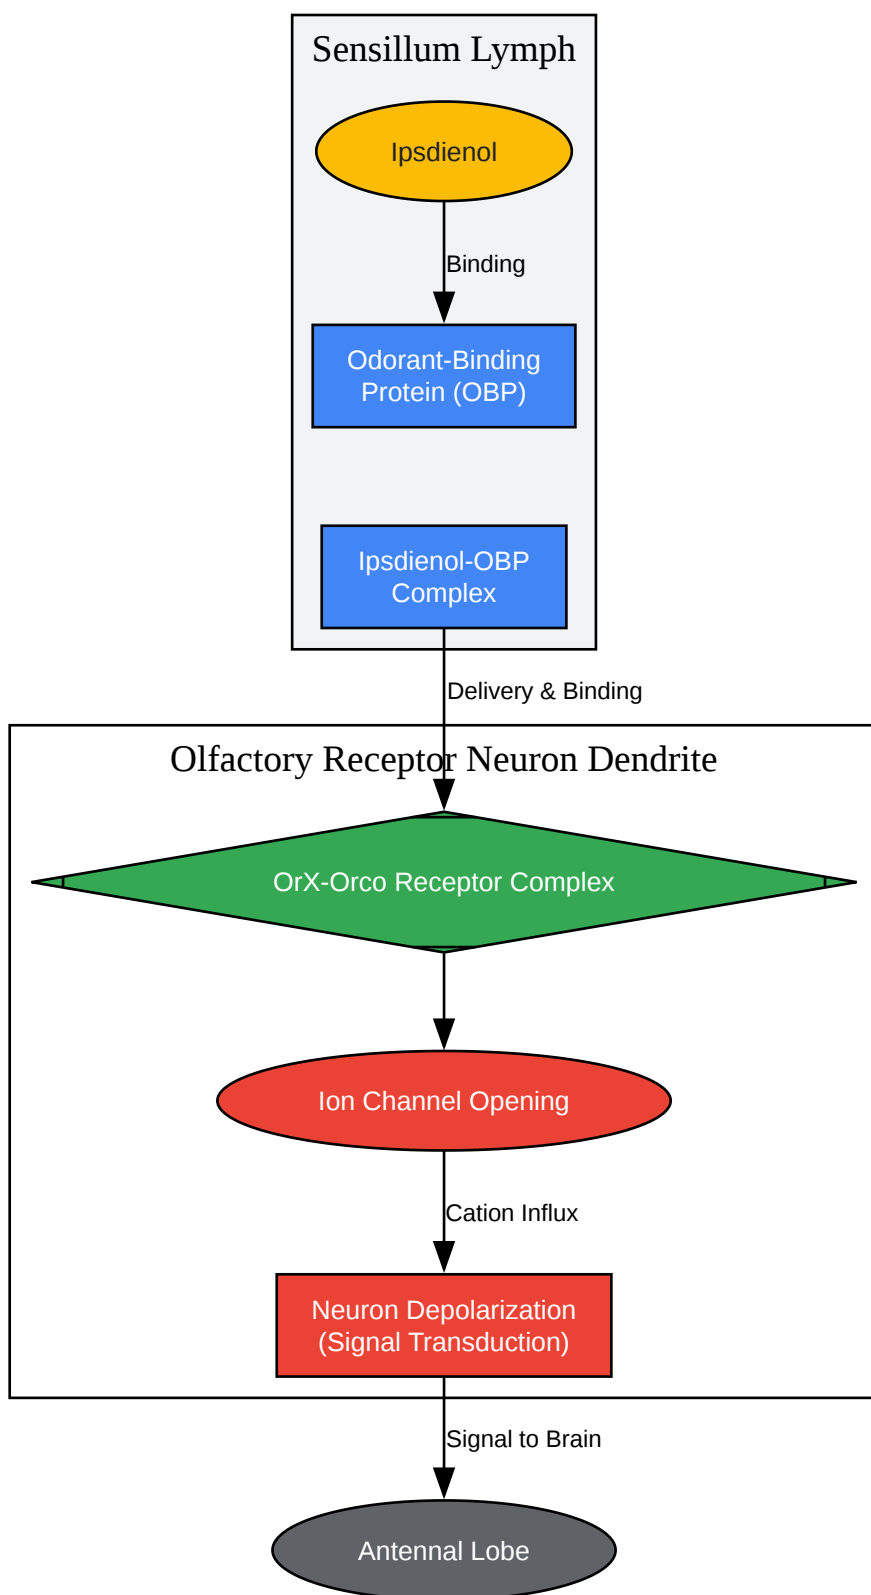 Sensillum Lymph
Ipsdienol
Binding
Odorant-Binding
Protein (OBP)
Ipsdienol-OBP
Complex
Delivery & Binding
Olfactory Receptor Neuron Dendrite
OrX-Orco Receptor Complex
Ion Channel Opening
Cation Influx
Neuron Depolarization
(Signal Transduction)
Signal to Brain
Antennal Lobe